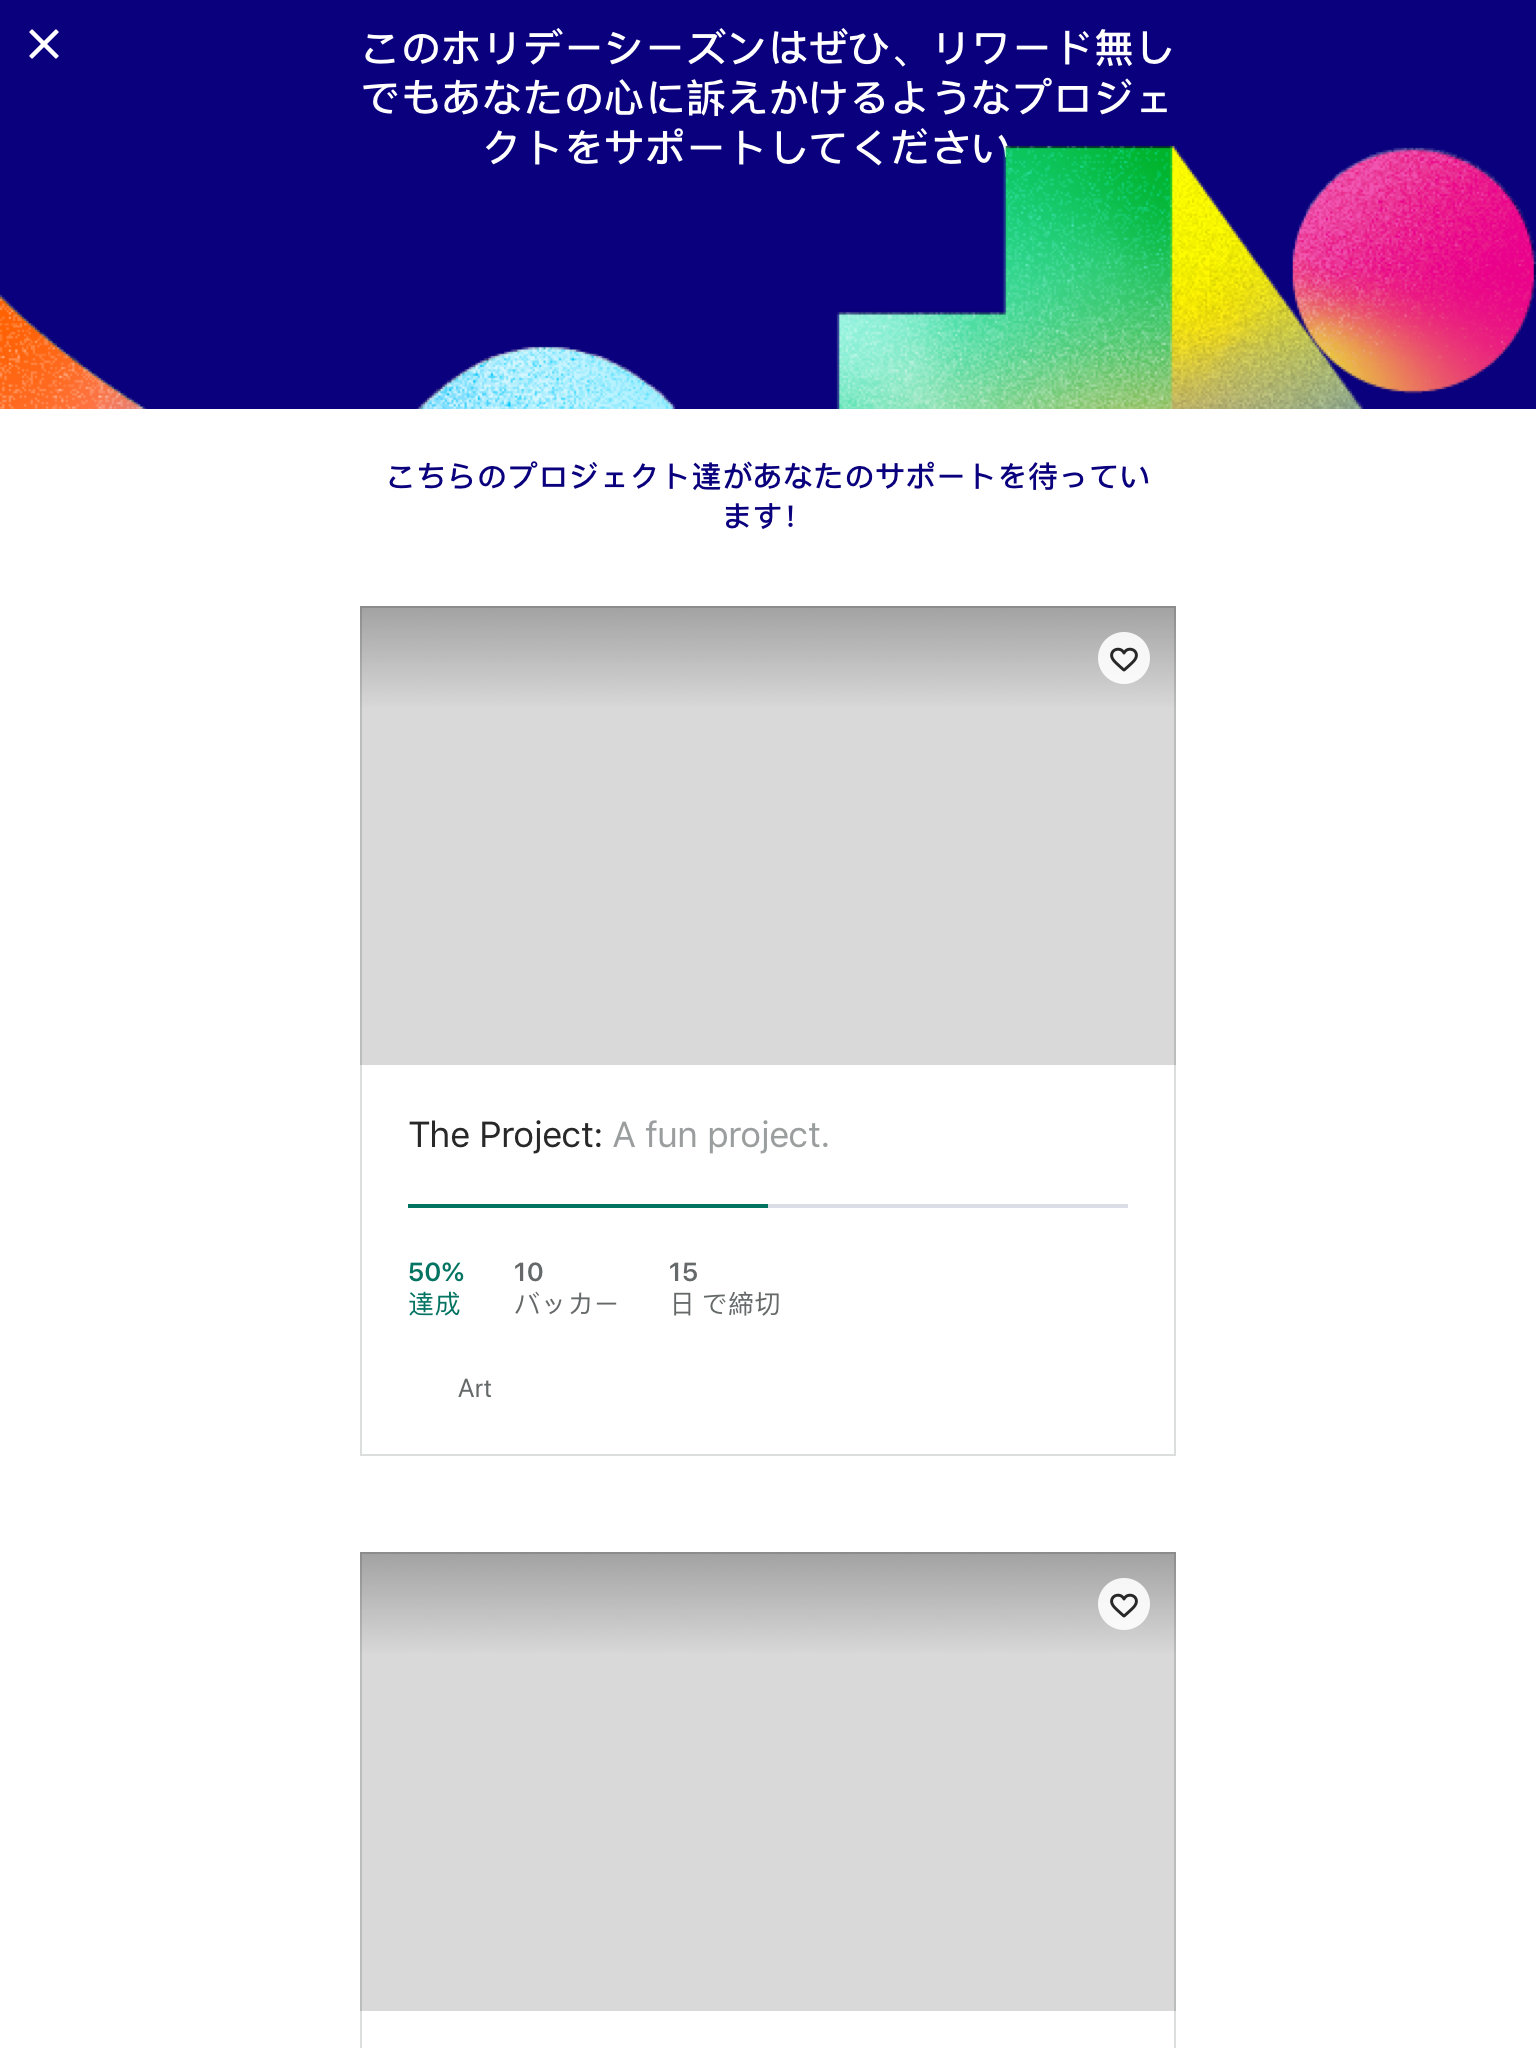 このホリデーシーズンはぜひ、リワード無し
でもあなたの心に訴えかけるようなプロジェ
クトをサポートしてください
こちらのプロジェクト達があなたのサポートを待ってい
ます!
The Project: A fun project.
50% 10 15
達成 バッカー 日 で締切
Art